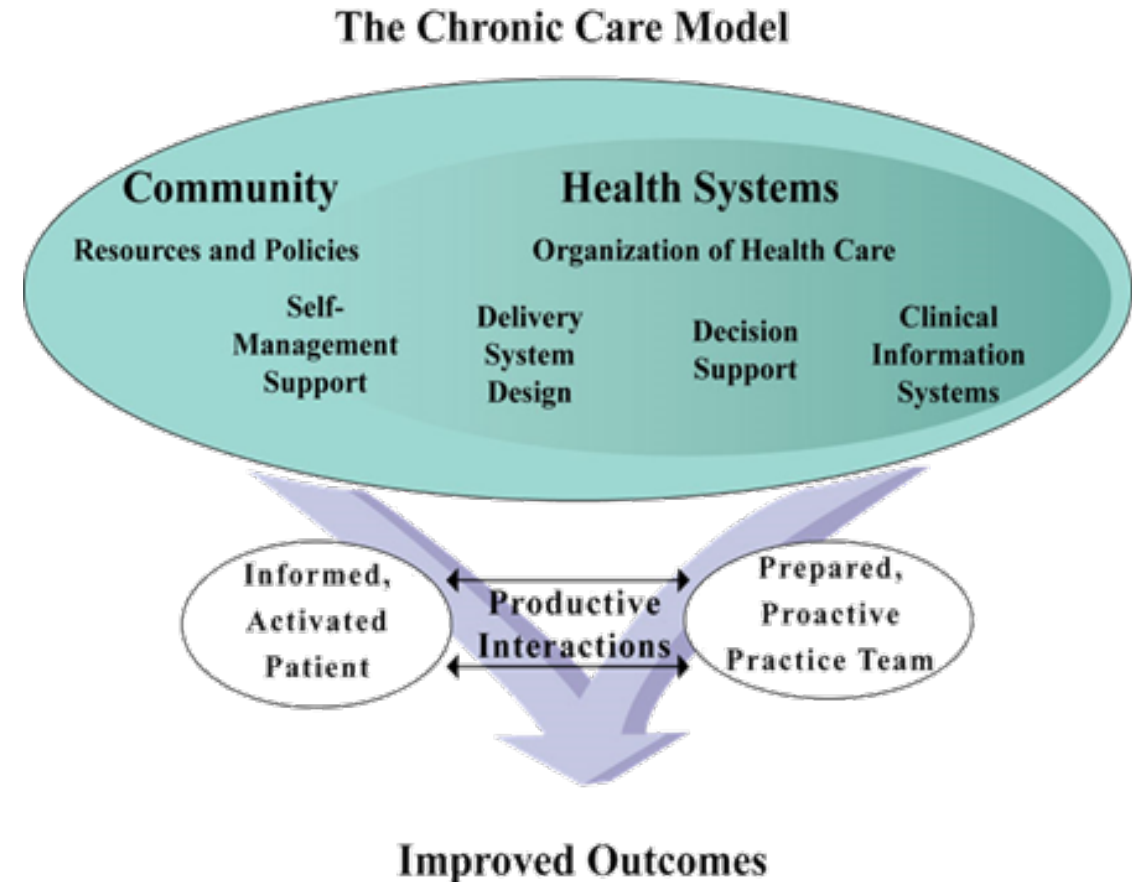 The Chronic Care Model
Community
Health Systems
Resources and Policies
Organization of Health Care
Self-
Management
Support
Delivery
System
Design
Decision
Support
Clinical
Information
Systems
Informed,
Activated
Patient
Productive
Interactions
Prepared,
Proactive
Practice Team
Improved Outcomes